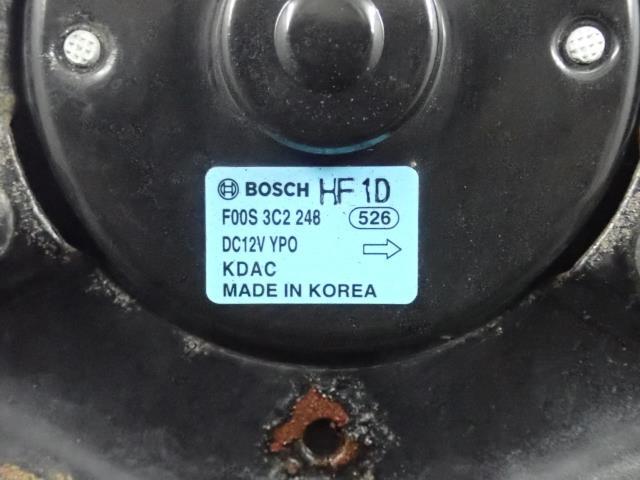 BOSCH HF 1D
F00S 3C2 248 526
DC12V YPO
KDAC
MADE IN KOREA